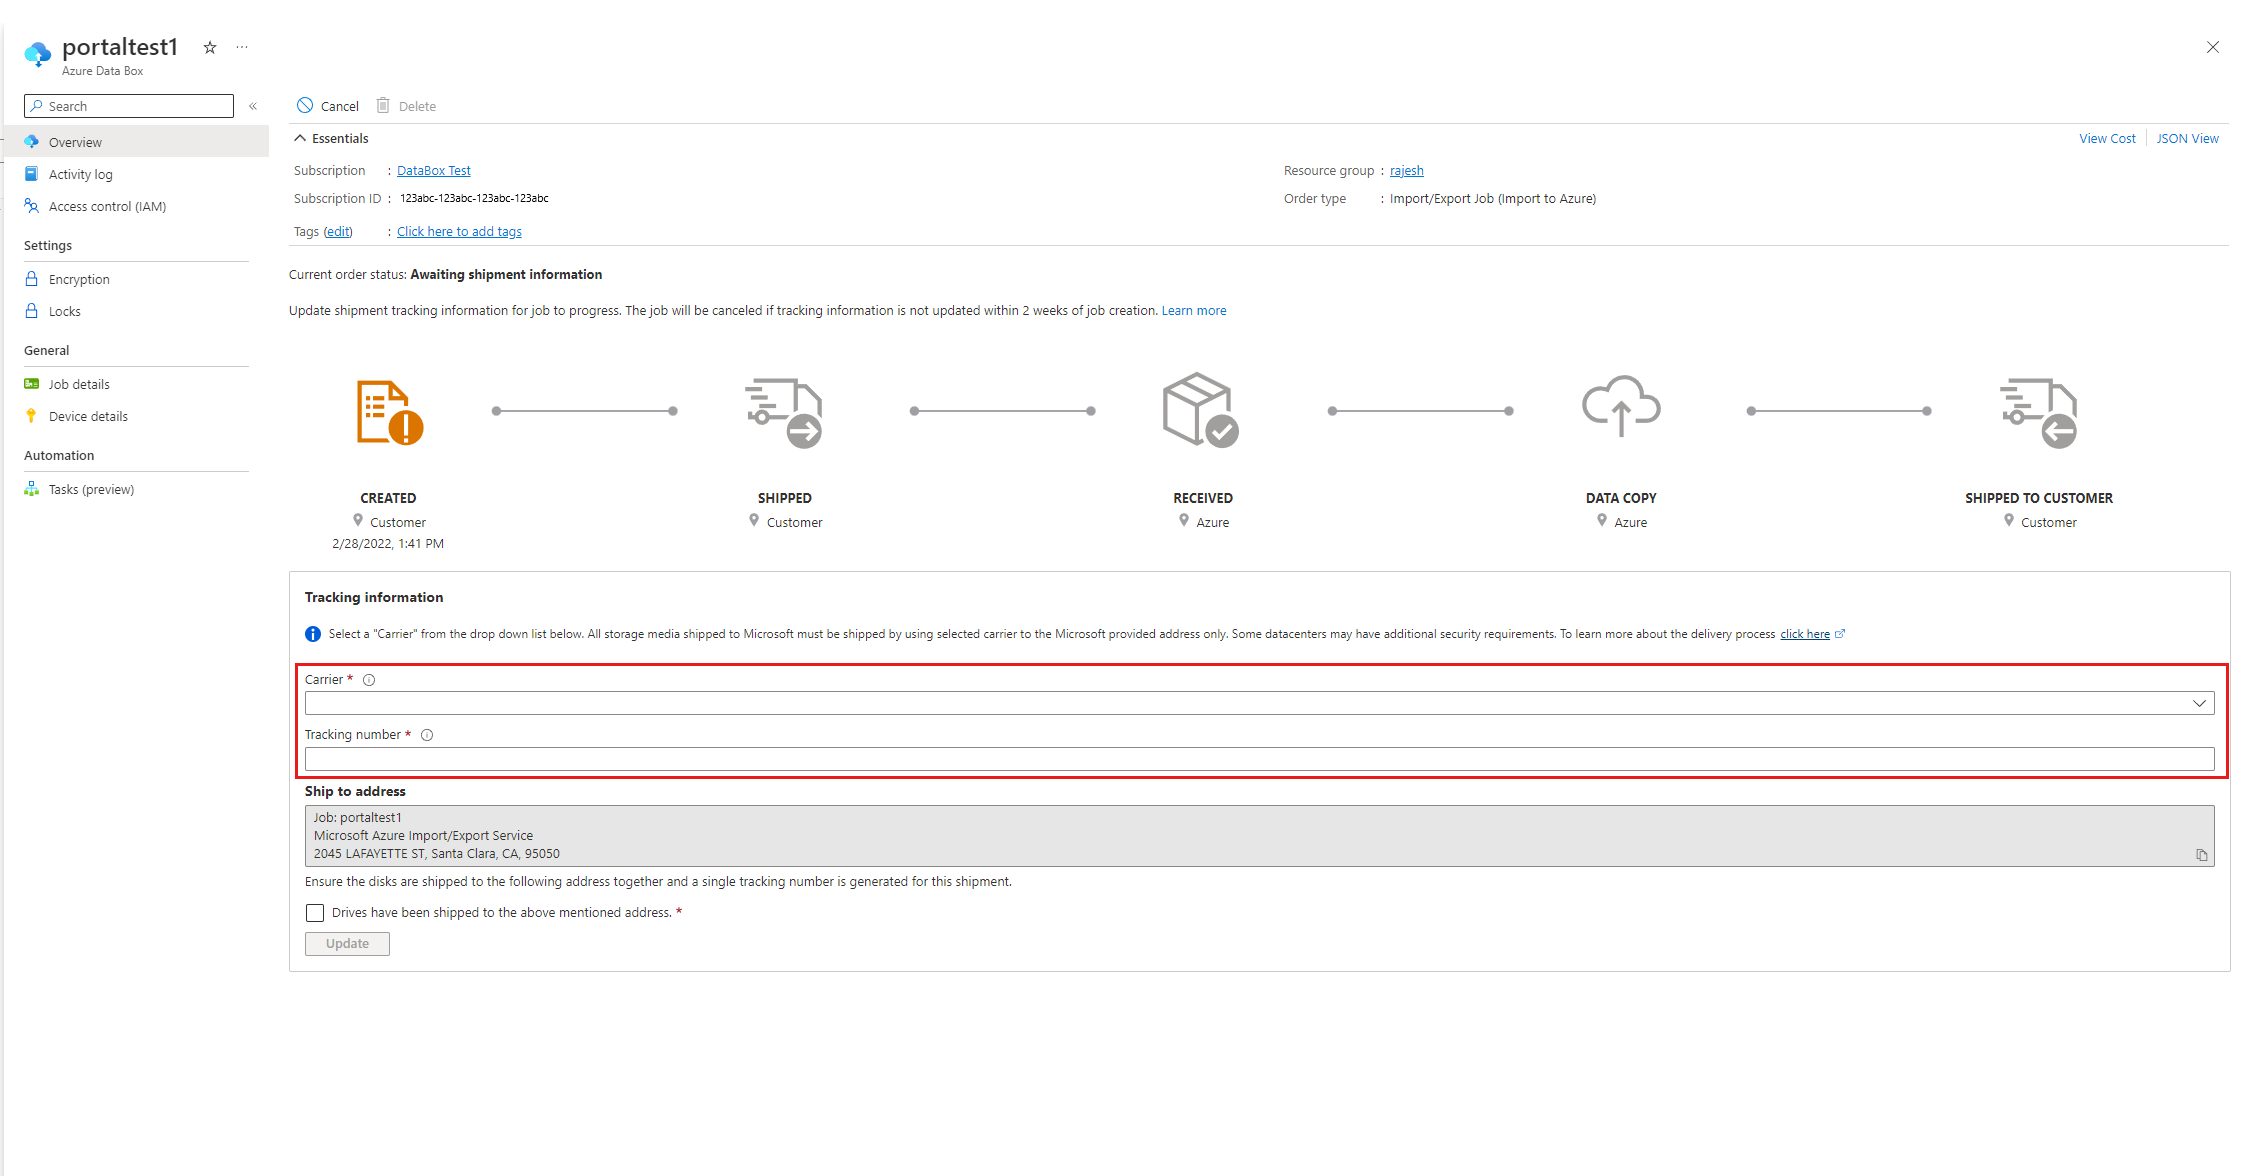 portaltest1
Azure Data Box
Search
Overview
Activity log
Access control (IAM)
Settings
Encryption
Locks
General
Job details
Device details
Automation
Tasks (preview)
Cancel Delete
Essentials
View Cost JSON View
Subscription : DataBox Test
Resource group : rajesh
Subscription ID : 123abc-123abc-123abc-123abc
Order type : Import/Export Job (Import to Azure)
Tags (edit) : Click here to add tags
Current order status: Awaiting shipment information
Update shipment tracking information for job to progress. The job will be canceled if tracking information is not updated within 2 weeks of job creation. Learn more
CREATED
Customer
2/28/2022, 1:41 PM
SHIPPED
Customer
RECEIVED
Azure
DATA COPY
Azure
SHIPPED TO CUSTOMER
Customer
Tracking information
Select a "Carrier" from the drop down list below. All storage media shipped to Microsoft must be shipped by using selected carrier to the Microsoft provided address only. Some datacenters may have additional security requirements. To learn more about the delivery process click here
Carrier *
Tracking number *
Ship to address
Job: portaltest1
Microsoft Azure Import/Export Service
2045 LAFAYETTE ST, Santa Clara, CA, 95050
Ensure the disks are shipped to the following address together and a single tracking number is generated for this shipment.
Drives have been shipped to the above mentioned address. *
Update